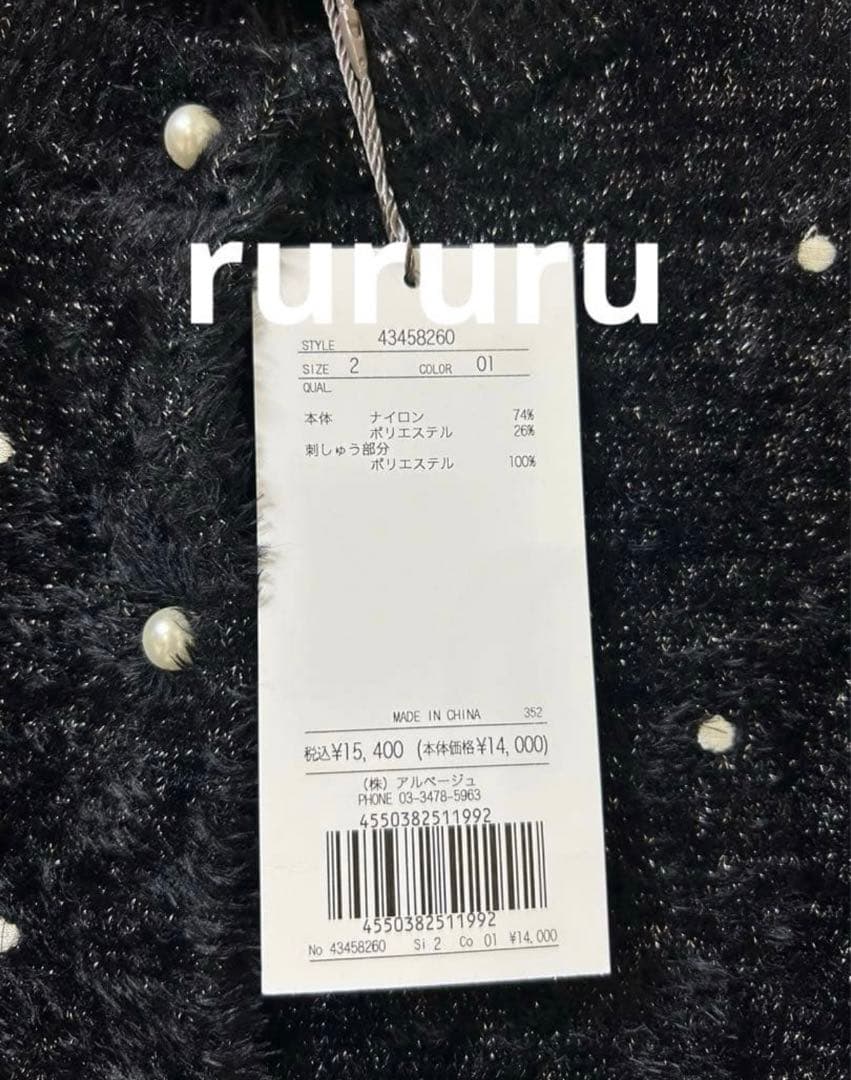 rururu
STYLE 43458260
SIZE 2 COLOR 01
QUAL.
本体 ナイロン 74%
ポリエステル 26%
刺しゅう部分
ポリエステル 100%
MADE IN CHINA 352
税込¥15,400 (本体価格¥14,000)
(株) アルページュ
PHONE 03-3478-5963
4550382511992
4550382511992
No 43458260 Si 2 Co 01 ¥14,000